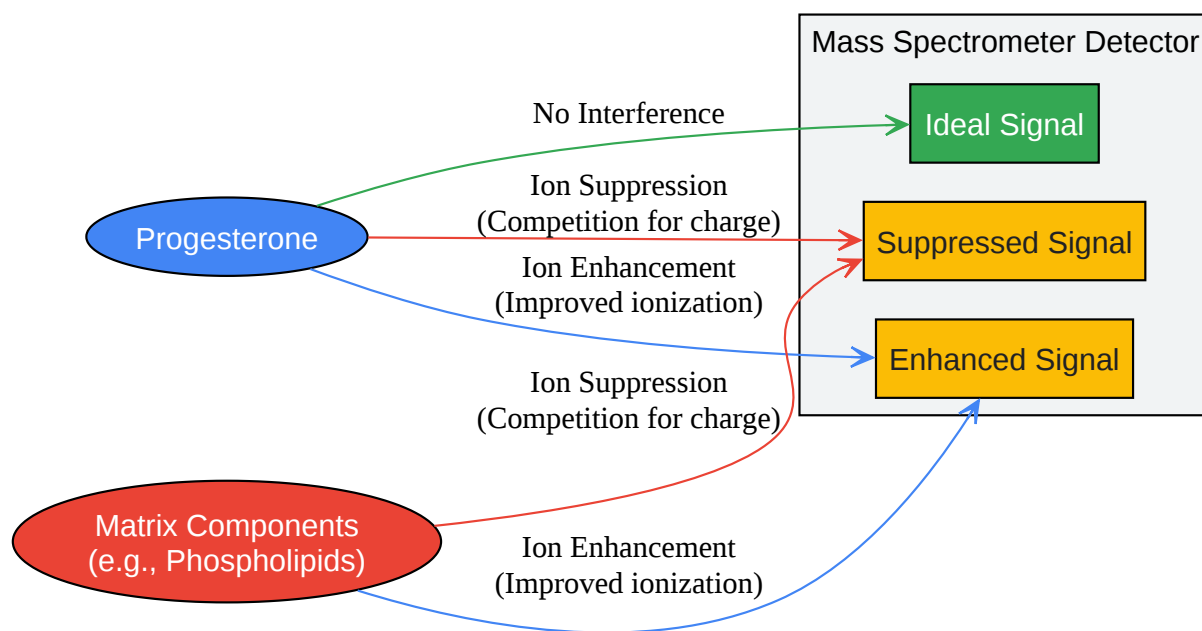 Mass Spectrometer Detector
No Interference
Ideal Signal
Ion Suppression
(Competition for charge)
Progesterone
Suppressed Signal
Ion Enhancement
(Improved ionization)
Enhanced Signal
Ion Suppression
(Competition for charge)
Matrix Components
(e.g., Phospholipids)
Ion Enhancement
(Improved ionization)